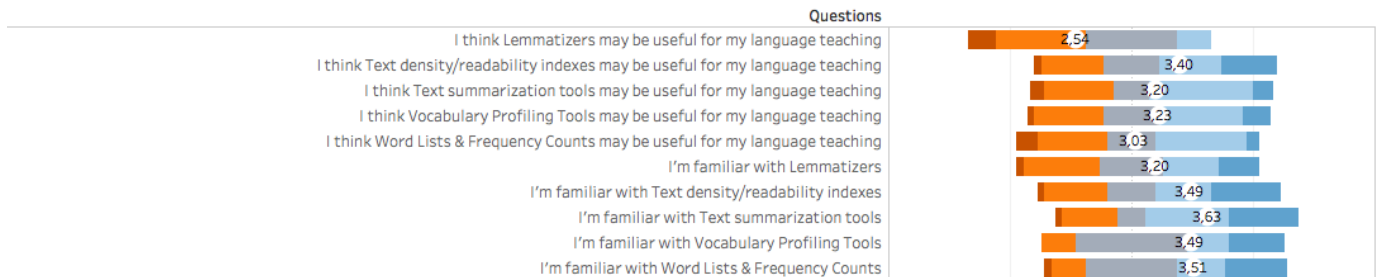 Questions
I think Lemmatizers may be useful for my language teaching 2,54
I think Text density/readability indexes may be useful for my language teaching 3,40
I think Text summarization tools may be useful for my language teaching 3,20
I think Vocabulary Profiling Tools may be useful for my language teaching 3,23
I think Word Lists & Frequency Counts may be useful for my language teaching 3,03
I'm familiar with Lemmatizers 3,20
I'm familiar with Text density/readability indexes 3,49
I'm familiar with Text summarization tools 3,63
I'm familiar with Vocabulary Profiling Tools 3,49
I'm familiar with Word Lists & Frequency Counts 3,51